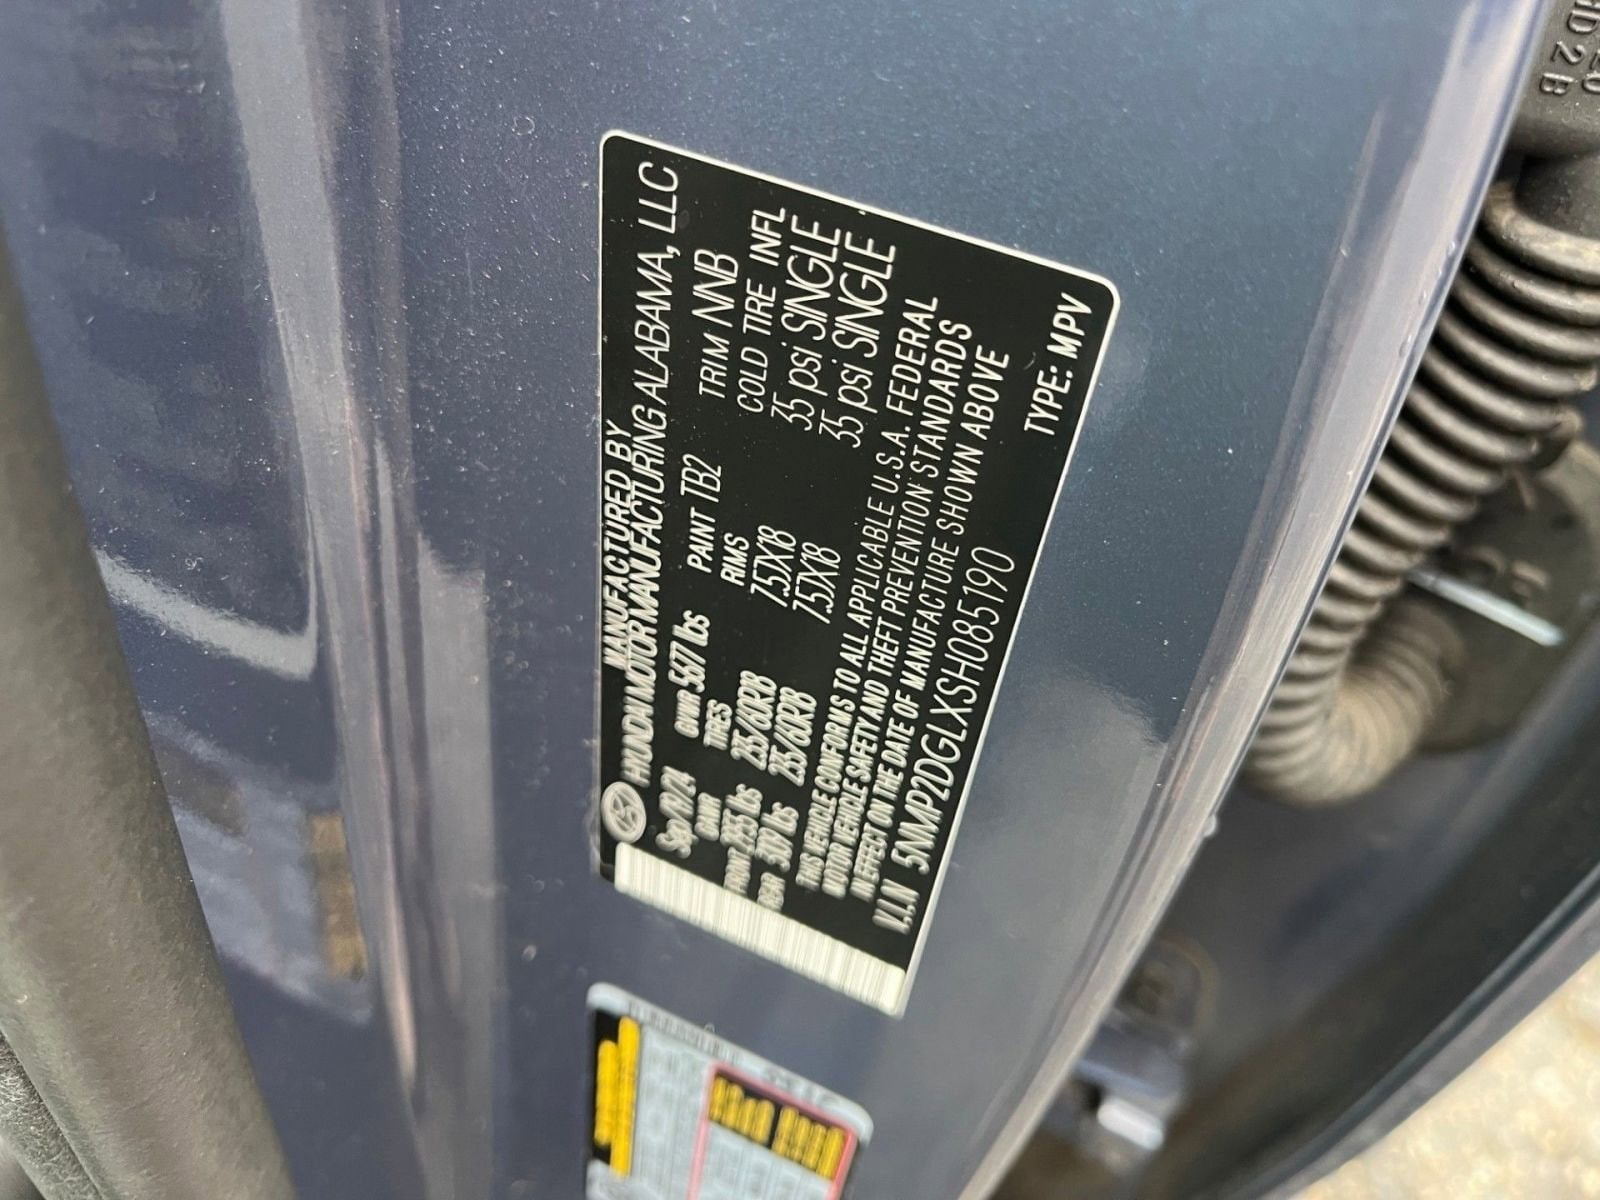 MANUFACTURED BY
HYUNDAI MOTOR MANUFACTURING ALABAMA, LLC
GVWR 5677 lbs PAINT TB2 TRIM NNB
GAWR TIRES RIMS COLD TIRE INFL
235/60R18 7.5JX18 35 psi SINGLE
235/60R18 7.5JX18 35 psi SINGLE
THIS VEHICLE CONFORMS TO ALL APPLICABLE U.S.A. FEDERAL
MOTOR VEHICLE SAFETY AND THEFT PREVENTION STANDARDS
IN EFFECT ON THE DATE OF MANUFACTURE SHOWN ABOVE
V.I.N 5NMP2DGLXSH085190 TYPE: MPV
D 2 B